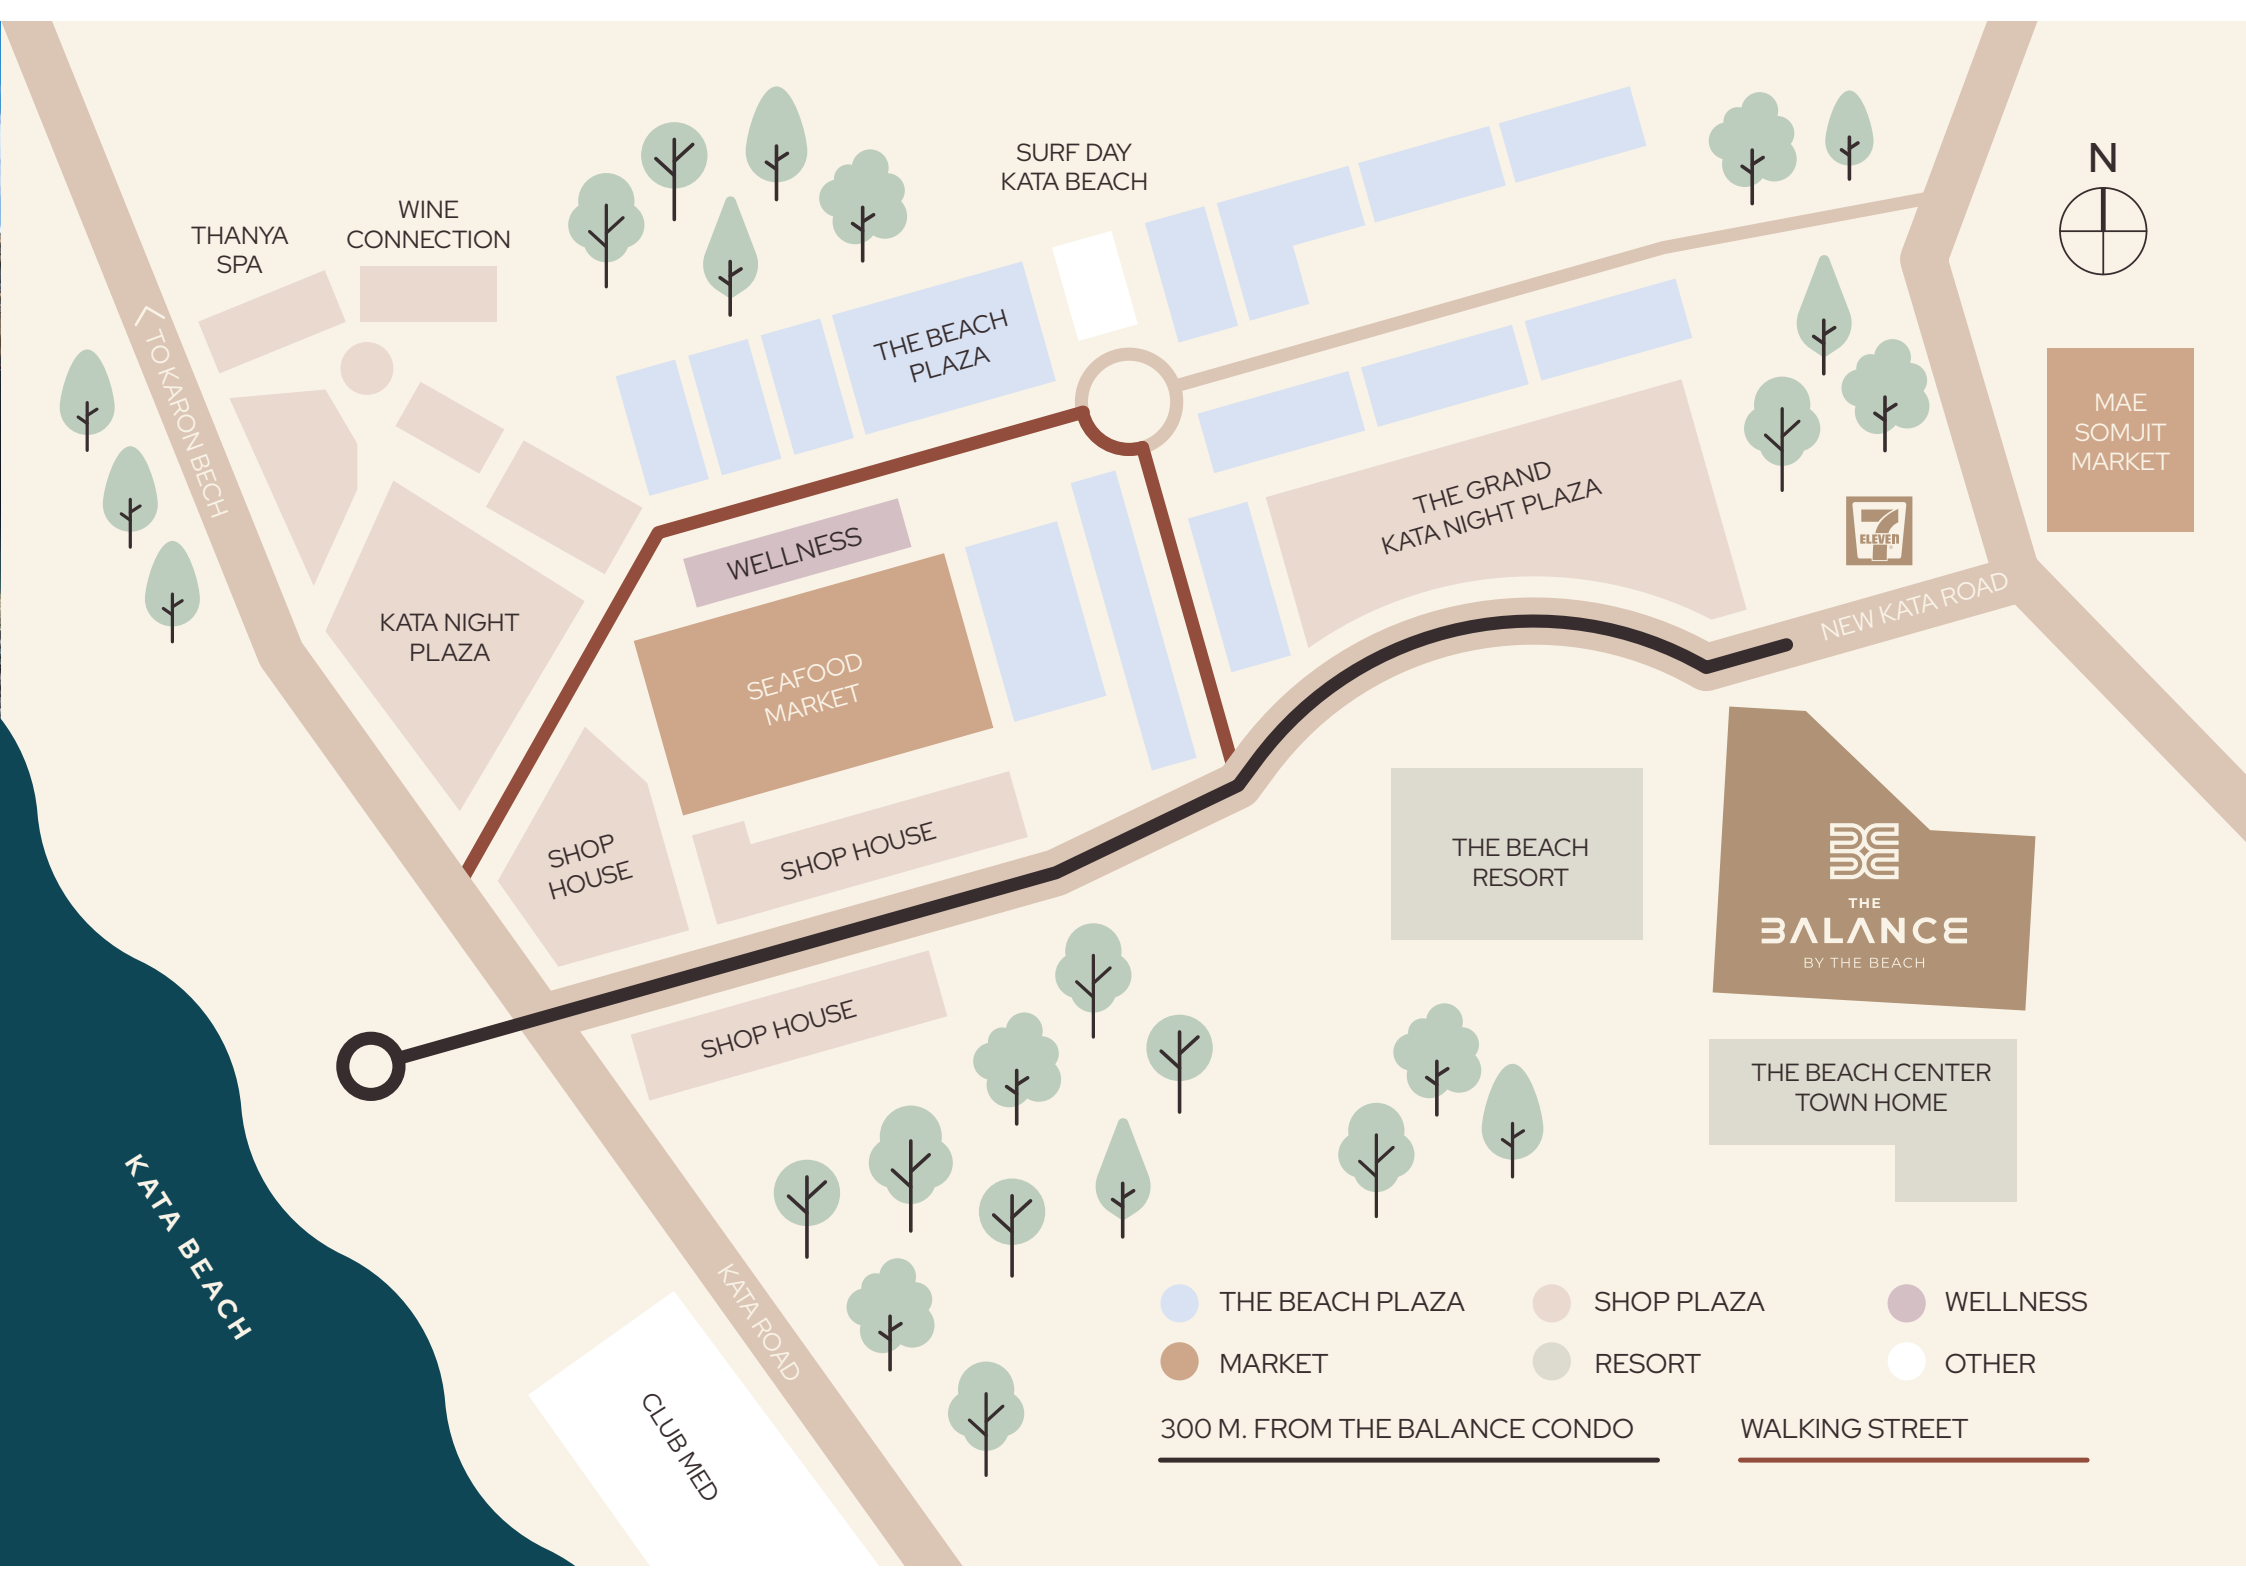 SURF DAY
KATA BEACH
N
WINE
CONNECTION
THANYA
SPA
TO KARON BECH
THE BEACH
PLAZA
MAE
SOMJIT
MARKET
THE GRAND
KATA NIGHT PLAZA
7
ELEVEN
WELLNESS
NEW KATA ROAD
KATA NIGHT
PLAZA
SEAFOOD
MARKET
SHOP
HOUSE
SHOP HOUSE
THE BEACH
RESORT
THE
BALANCE
BY THE BEACH
SHOP HOUSE
THE BEACH CENTER
TOWN HOME
KATA BEACH
KATA ROAD
CLUB MED
THE BEACH PLAZA
SHOP PLAZA
WELLNESS
MARKET
RESORT
OTHER
300 M. FROM THE BALANCE CONDO
WALKING STREET